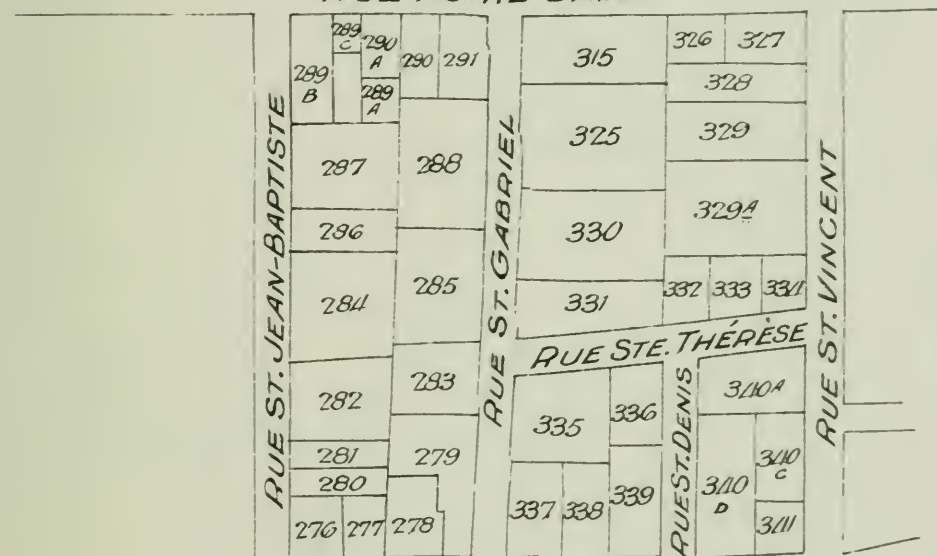 289
C
290
A
290
291
289
B
289
A
287
288
296
285
284
283
282
281
280
279
276
277
278
315
326
327
328
325
329
329A
330
331
332
333
334
335
336
337
338
339
340A
340
C
340
D
341
RUE ST. JEAN-BAPTISTE
RUE ST. GABRIEL
RUE STE. THÉRÈSE
RUE ST. DENIS
RUE ST. VINCENT